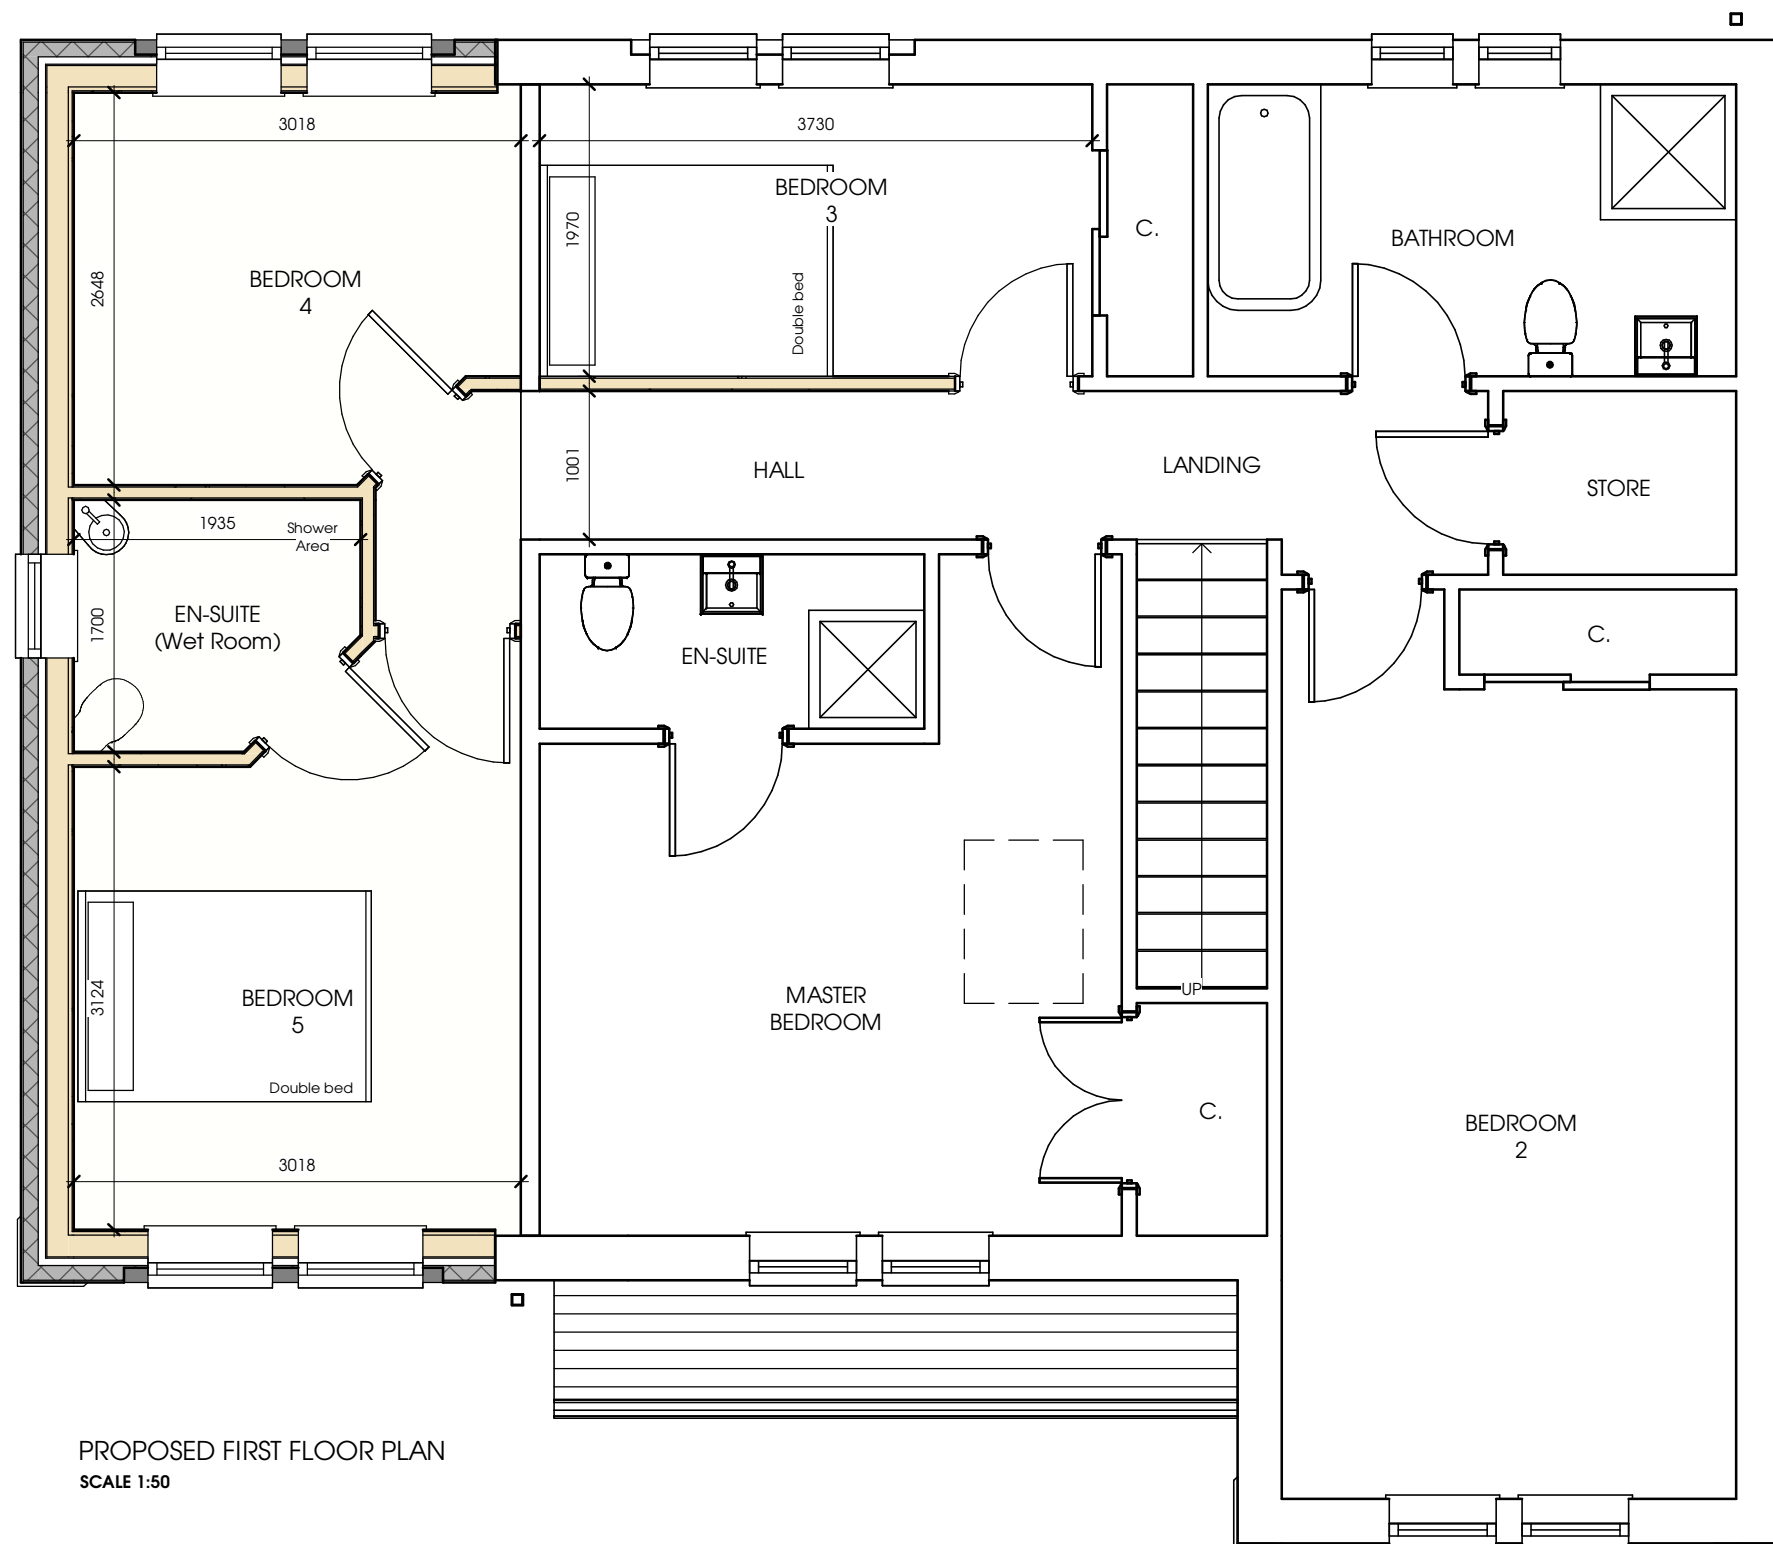 3018
3730
BEDROOM
3
1970
C.
BATHROOM
BEDROOM
4
2648
Double bed
HALL
1001
LANDING
STORE
1935
Shower
Area
EN-SUITE
(Wet Room)
1700
EN-SUITE
C.
BEDROOM
5
3124
Double bed
MASTER
BEDROOM
UP
C.
BEDROOM
2
3018
PROPOSED FIRST FLOOR PLAN
SCALE 1:50